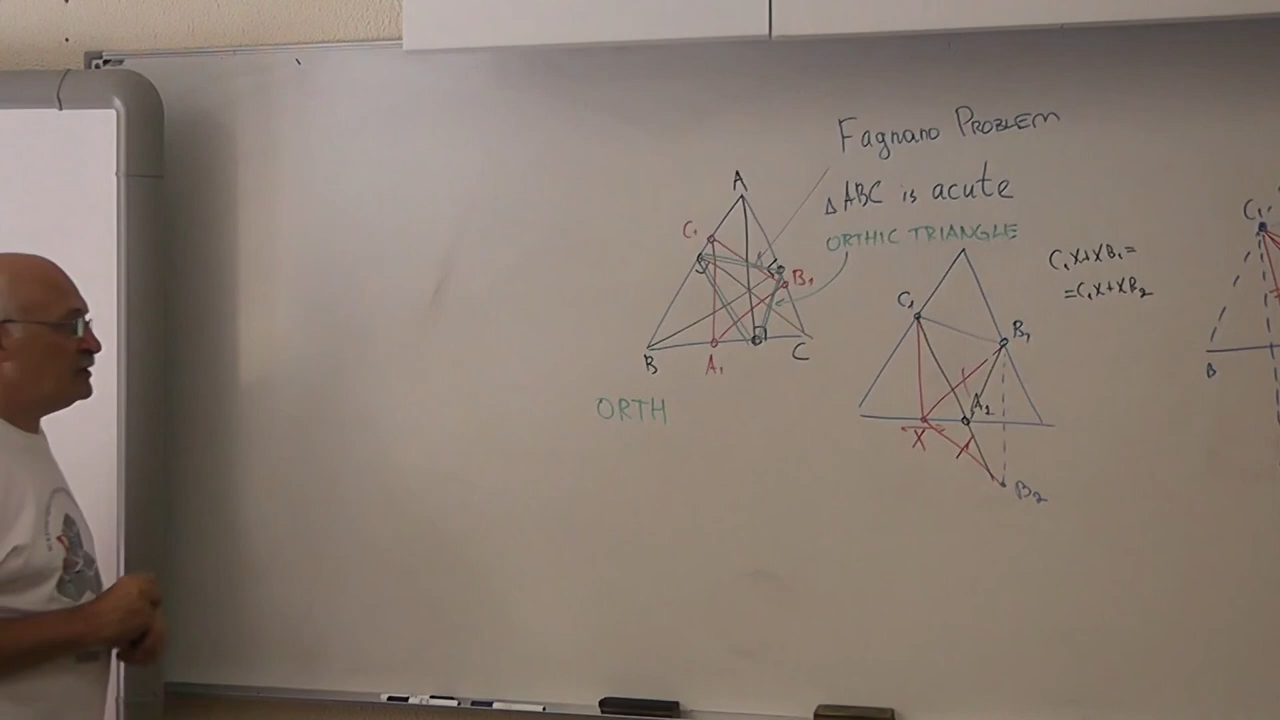 Fagnano PROBLEM
△ABC is acute
ORTHIC TRIANGLE
A
C₁
B₁
B
A₁
C
ORTH
C₁
B₁
A₂
X
B₂
C₁X+XB₁=
=C₁X+XB₂
C₁'
B